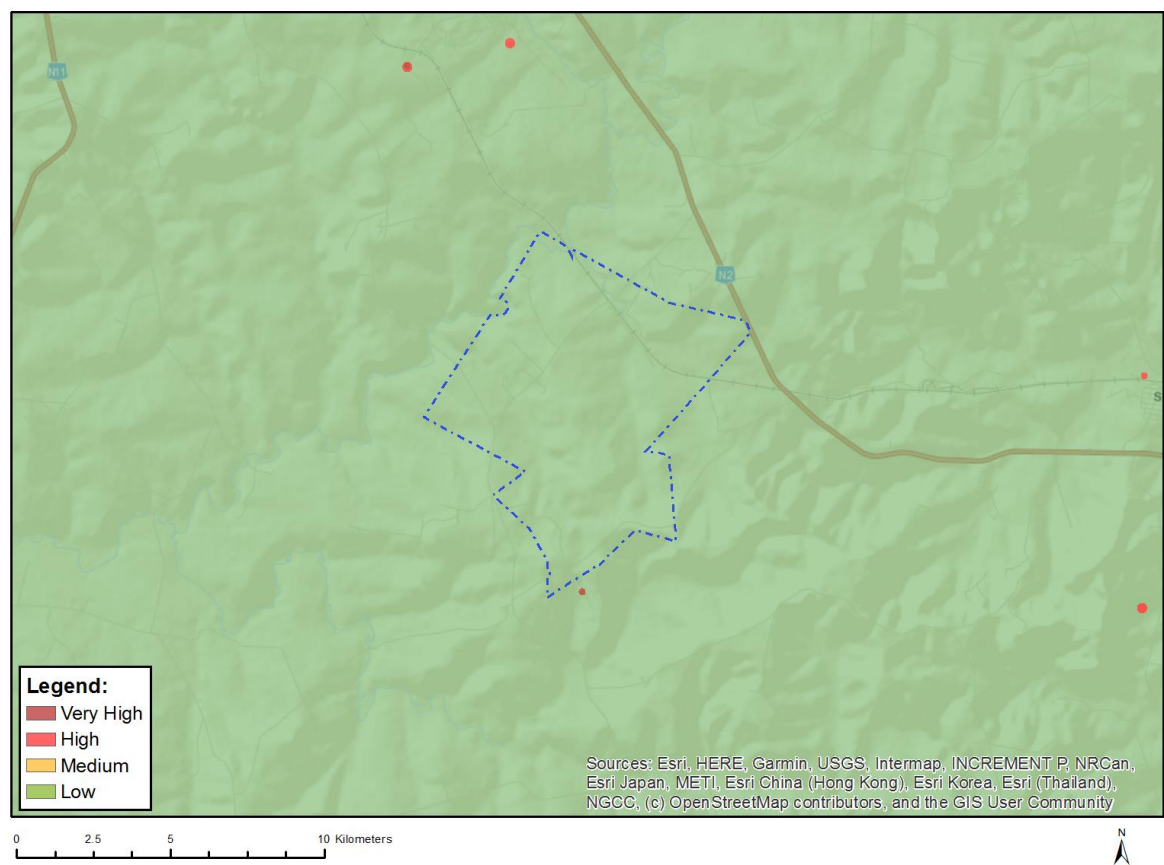 N11
N2
S
Legend:
Very High
High
Medium
Low
Sources: Esri, HERE, Garmin, USGS, Intermap, INCREMENT P, NRCan,
Esri Japan, METI, Esri China (Hong Kong), Esri Korea, Esri (Thailand),
NGCC, (c) OpenStreetMap contributors, and the GIS User Community
0 2.5 5 10 Kilometers
N